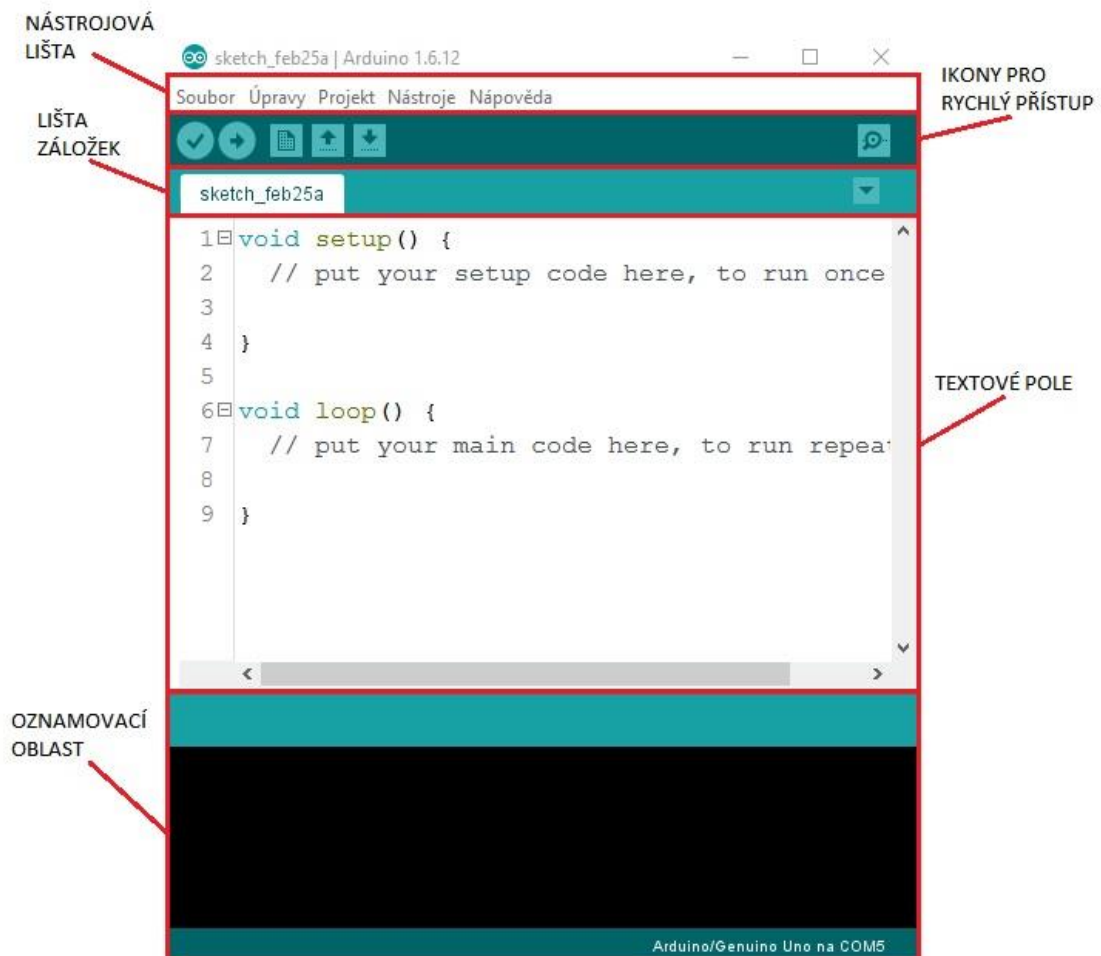 NÁSTROJOVÁ
LIŠTA
sketch_feb25a | Arduino 1.6.12
IKONY PRO
RYCHLÝ PŘÍSTUP
Soubor Úpravy Projekt Nástroje Nápověda
LIŠTA
ZÁLOŽEK
sketch_feb25a
1 void setup() {
2 // put your setup code here, to run once
3
4 }
5
6 void loop() {
7 // put your main code here, to run repeat
8
9 }
TEXTOVÉ POLE
OZNAMOVACÍ
OBLAST
Arduino/Genuino Uno na COM5